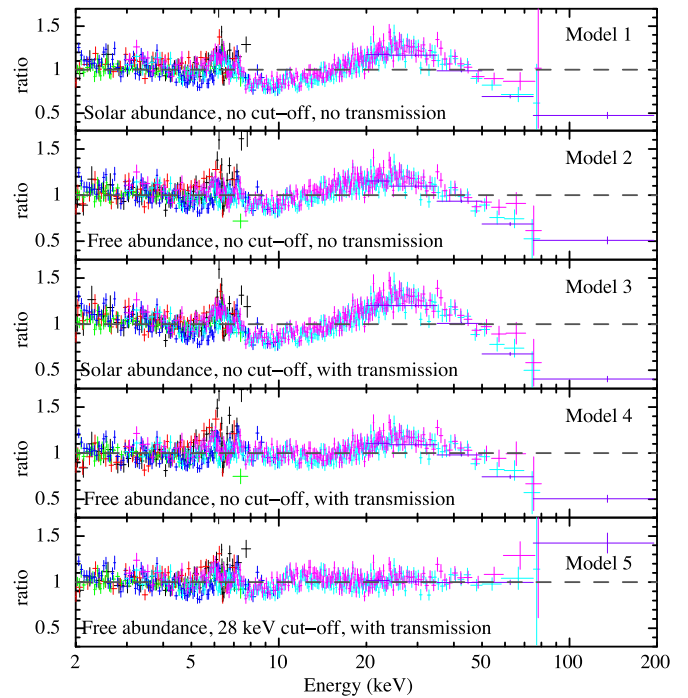 1.5
1
0.5
ratio
Model 1
Solar abundance, no cut−off, no transmission
1.5
1
0.5
ratio
Model 2
Free abundance, no cut−off, no transmission
1.5
1
0.5
ratio
Model 3
Solar abundance, no cut−off, with transmission
1.5
1
0.5
ratio
Model 4
Free abundance, no cut−off, with transmission
1.5
1
0.5
ratio
Model 5
Free abundance, 28 keV cut−off, with transmission
2 5 10 20 50 100 200
Energy (keV)